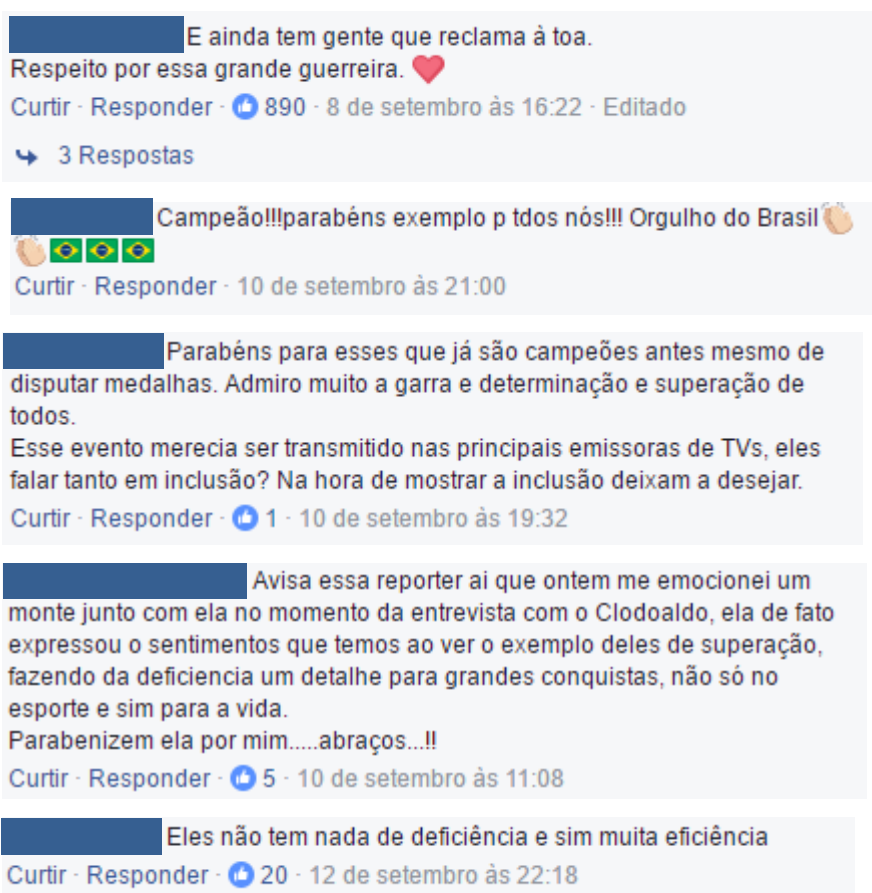 E ainda tem gente que reclama à toa.
Respeito por essa grande guerreira. ❤
Curtir · Responder · 890 · 8 de setembro às 16:22 · Editado
3 Respostas
Campeão!!!parabéns exemplo p tdos nós!!! Orgulho do Brasil👏
👏🇧🇷🇧🇷🇧🇷
Curtir · Responder · 10 de setembro às 21:00
Parabéns para esses que já são campeões antes mesmo de
disputar medalhas. Admiro muito a garra e determinação e superação de
todos.
Esse evento merecia ser transmitido nas principais emissoras de TVs, eles
falar tanto em inclusão? Na hora de mostrar a inclusão deixam a desejar.
Curtir · Responder · 1 · 10 de setembro às 19:32
Avisa essa reporter ai que ontem me emocionei um
monte junto com ela no momento da entrevista com o Clodoaldo, ela de fato
expressou o sentimentos que temos ao ver o exemplo deles de superação,
fazendo da deficiencia um detalhe para grandes conquistas, não só no
esporte e sim para a vida.
Parabenizem ela por mim.....abraços...!!
Curtir · Responder · 5 · 10 de setembro às 11:08
Eles não tem nada de deficiência e sim muita eficiência
Curtir · Responder · 20 · 12 de setembro às 22:18